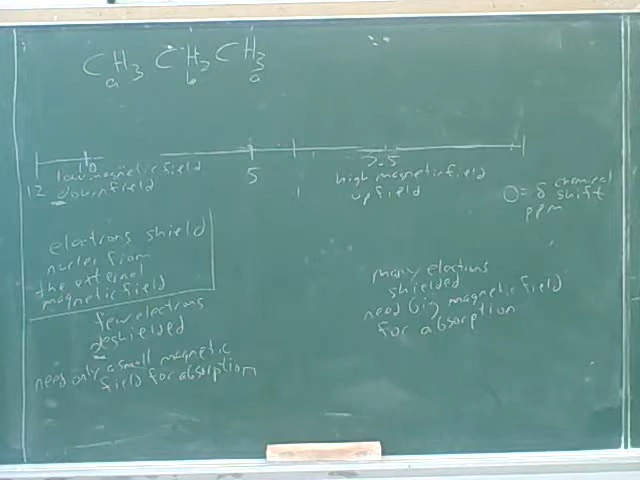 CH3 CH2 CH3
a b a
12 10 5 2.5 0 = δ chemical shift ppm
low magnetic field
downfield
high magnetic field
upfield
electrons shield
nuclei from
the external
magnetic field
few electrons
deshielded
need only a small magnetic
field for absorption
many electrons
shielded
need big magnetic field
for absorption